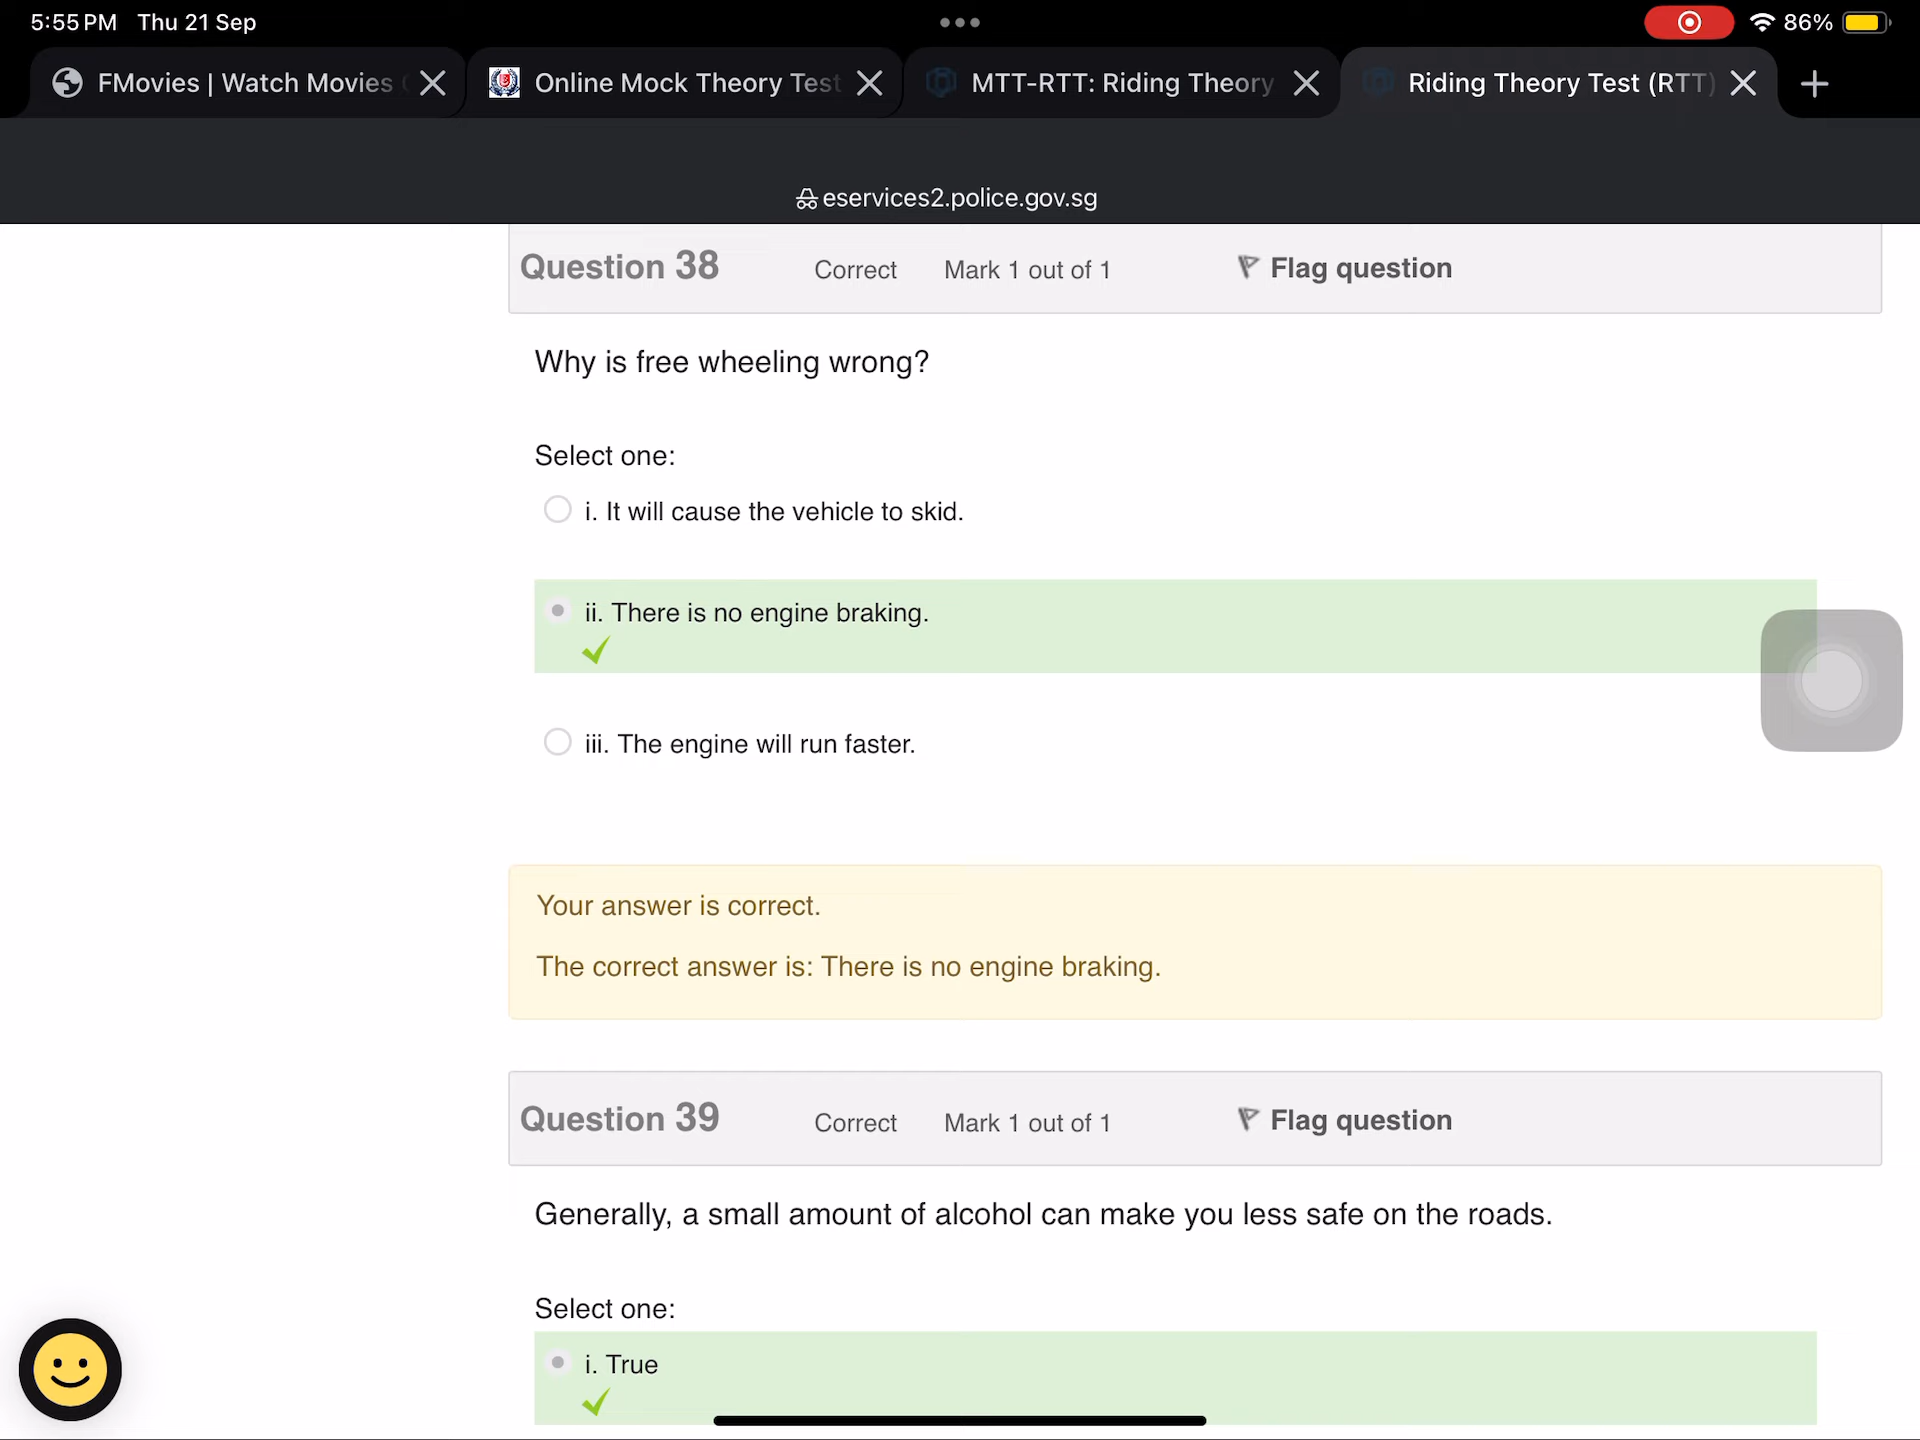 5:55 PM Thu 21 Sep
86%
FMovies | Watch Movies
Online Mock Theory Test
MTT-RTT: Riding Theory
Riding Theory Test (RTT)
eservices2.police.gov.sg
Question 38 Correct Mark 1 out of 1 Flag question
Why is free wheeling wrong?
Select one:
i. It will cause the vehicle to skid.
ii. There is no engine braking.
iii. The engine will run faster.
Your answer is correct.
The correct answer is: There is no engine braking.
Question 39 Correct Mark 1 out of 1 Flag question
Generally, a small amount of alcohol can make you less safe on the roads.
Select one:
i. True